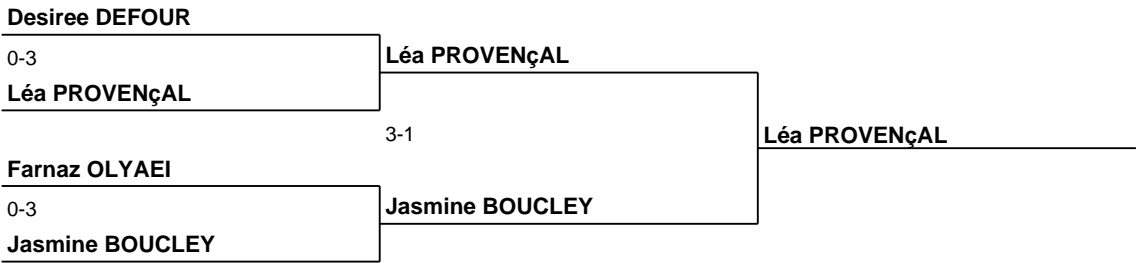 Desiree DEFOUR
0-3
Léa PROVENçAL
Léa PROVENçAL
3-1
Léa PROVENçAL
Farnaz OLYAEI
0-3
Jasmine BOUCLEY
Jasmine BOUCLEY